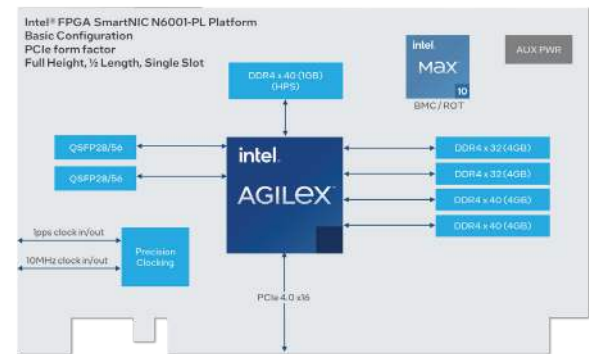 Intel® FPGA SmartNIC N6001-PL Platform
Basic Configuration
PCIe form factor
Full Height, ½ Length, Single Slot
intel.
MAX
10
BMC/ROT
AUX PWR
DDR4 x 40 (1GB)
(HPS)
QSFP28/56
QSFP28/56
intel.
AGILEX
DDR4 x 32 (4GB)
DDR4 x 32 (4GB)
DDR4 x 40 (4GB)
DDR4 x 40 (4GB)
1pps clock in/out
10MHz clock in/out
Precision
Clocking
PCIe 4.0 x16